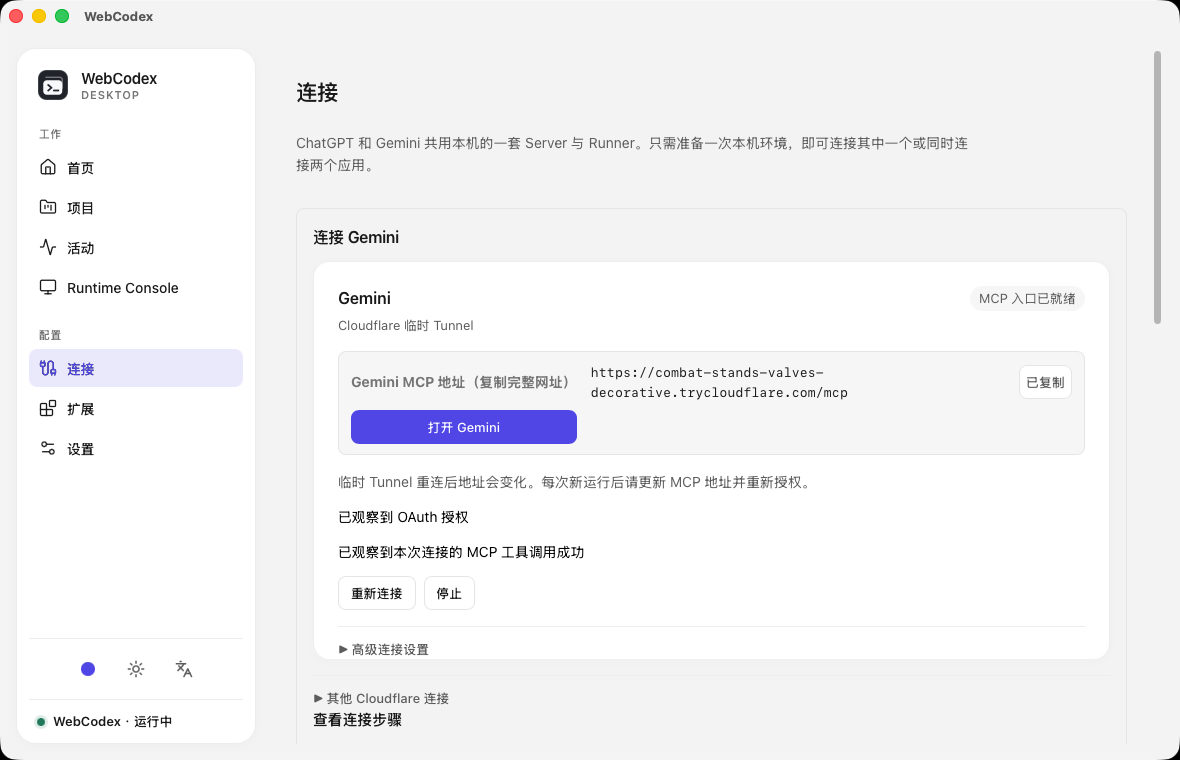 WebCodex
WebCodex
DESKTOP
工作
首页
项目
活动
Runtime Console
配置
连接
扩展
设置
WebCodex · 运行中
连接
ChatGPT 和 Gemini 共用本机的一套 Server 与 Runner。只需准备一次本机环境，即可连接其中一个或同时连
接两个应用。
连接 Gemini
Gemini
MCP 入口已就绪
Cloudflare 临时 Tunnel
Gemini MCP 地址（复制完整网址）
https://combat-stands-valves-
decorative.trycloudflare.com/mcp
已复制
打开 Gemini
临时 Tunnel 重连后地址会变化。每次新运行后请更新 MCP 地址并重新授权。
已观察到 OAuth 授权
已观察到本次连接的 MCP 工具调用成功
重新连接
停止
高级连接设置
其他 Cloudflare 连接
查看连接步骤